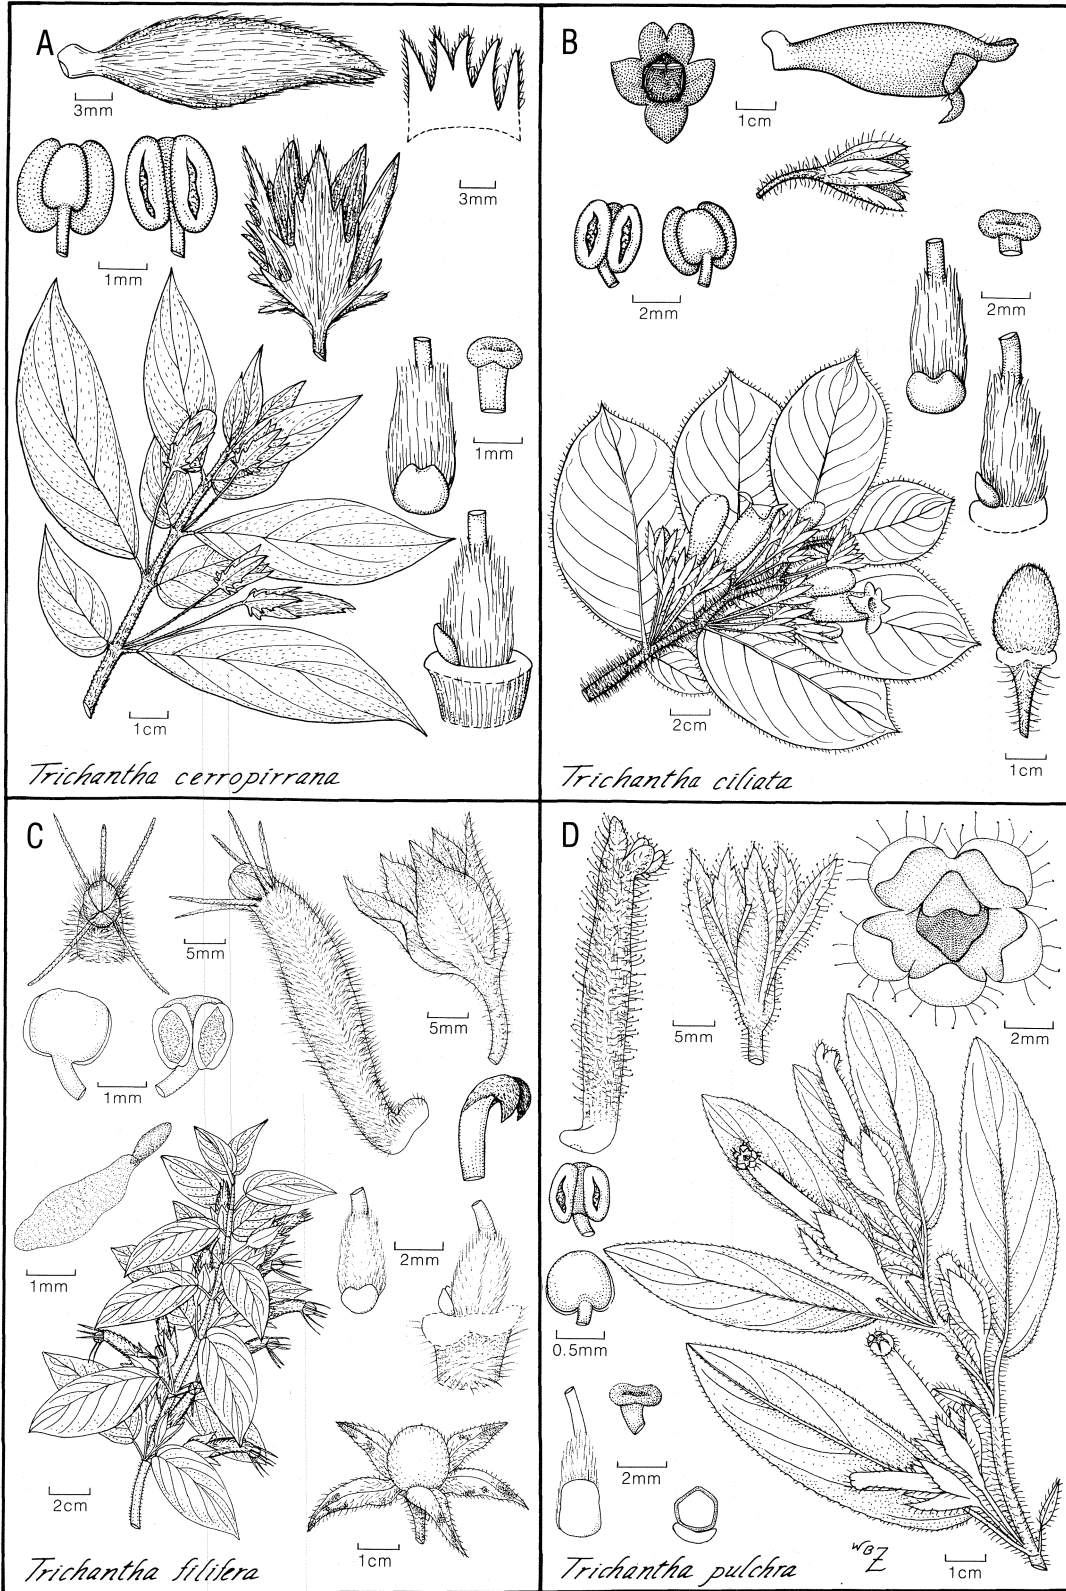 A
3mm
3mm
1mm
1mm
1cm
Trichantha cerropirrana
B
1cm
2mm
2mm
2cm
1cm
Trichantha ciliata
C
5mm
5mm
1mm
2mm
1mm
2cm
1cm
Trichantha filifera
D
5mm
2mm
0.5mm
2mm
1cm
Trichantha pulchra
WBZ